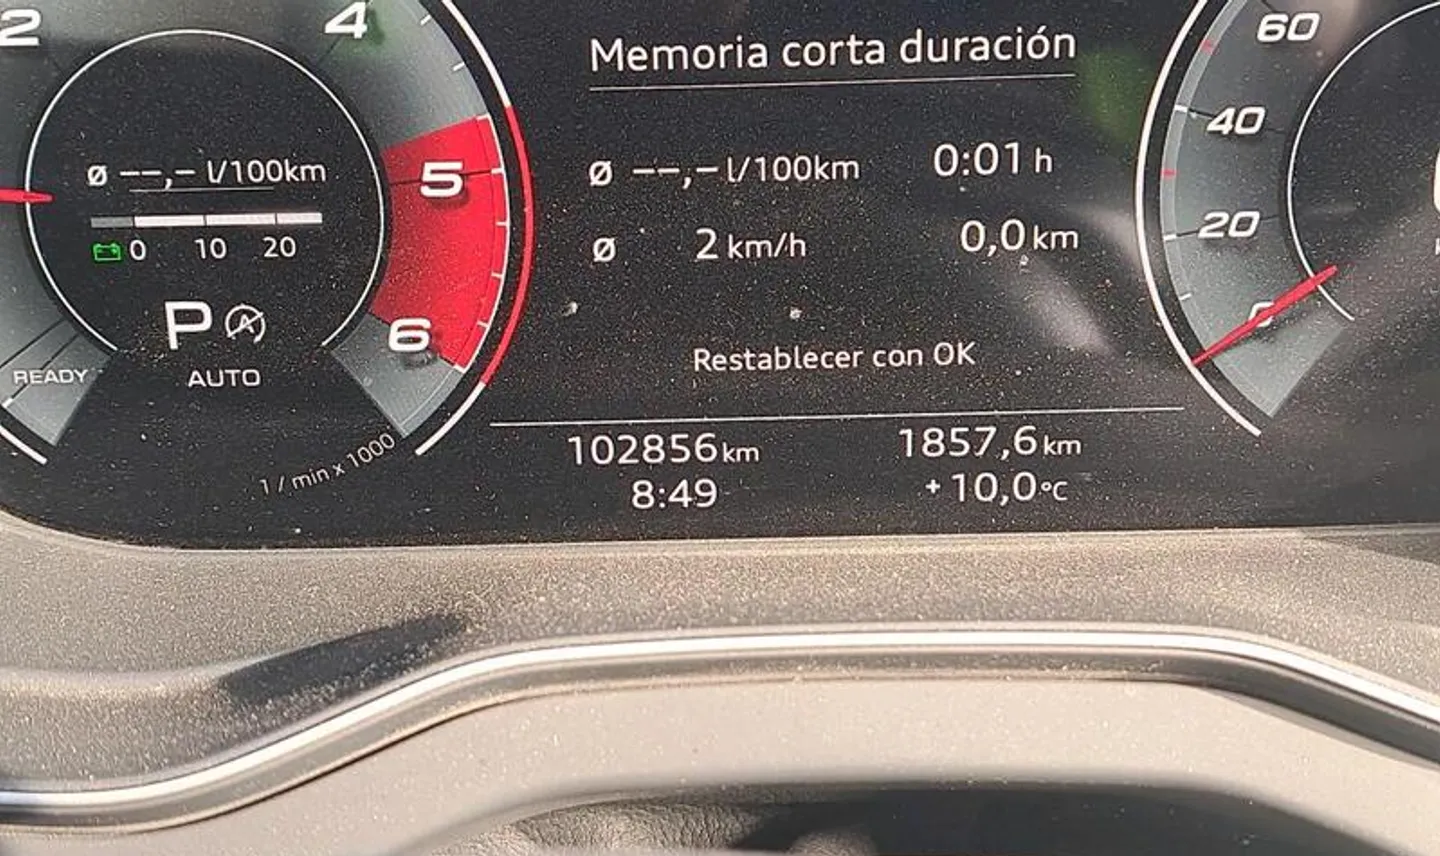 2
4
5
6
ø --,- l/100km
0 10 20
P A
AUTO
READY
1 / min x 1000
Memoria corta duración
ø --,- l/100km 0:01 h
ø 2 km/h 0,0 km
Restablecer con OK
102856 km 1857,6 km
8:49 +10,0 °C
60
40
20
0